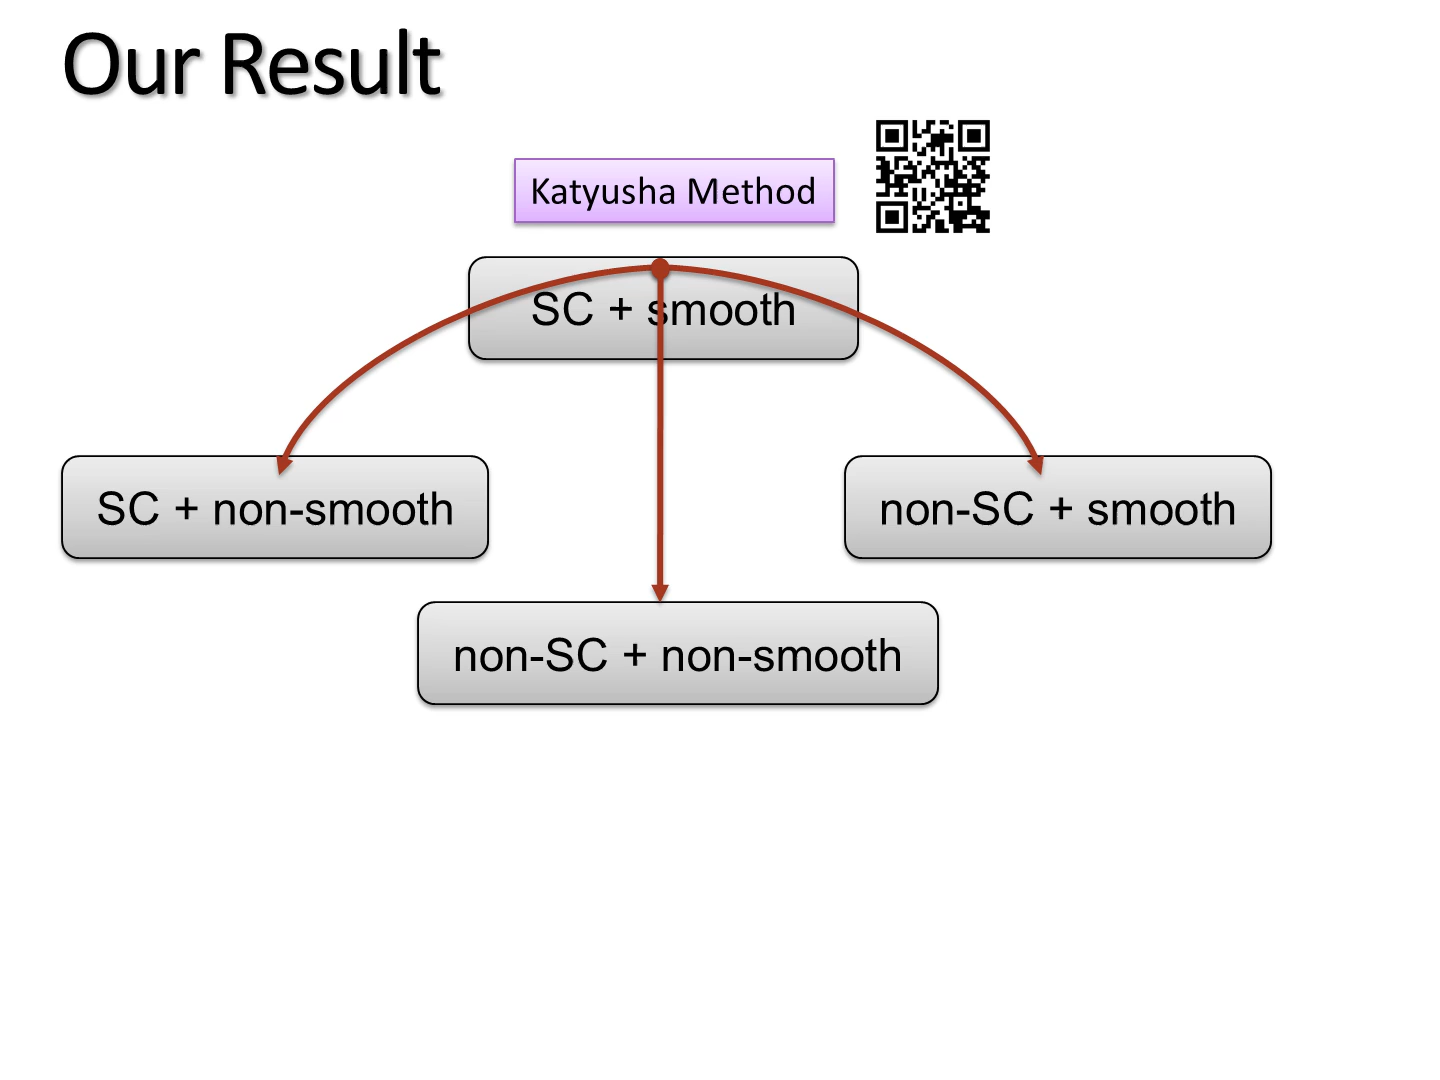 Our Result
Katyusha Method
SC + smooth
SC + non-smooth
non-SC + smooth
non-SC + non-smooth